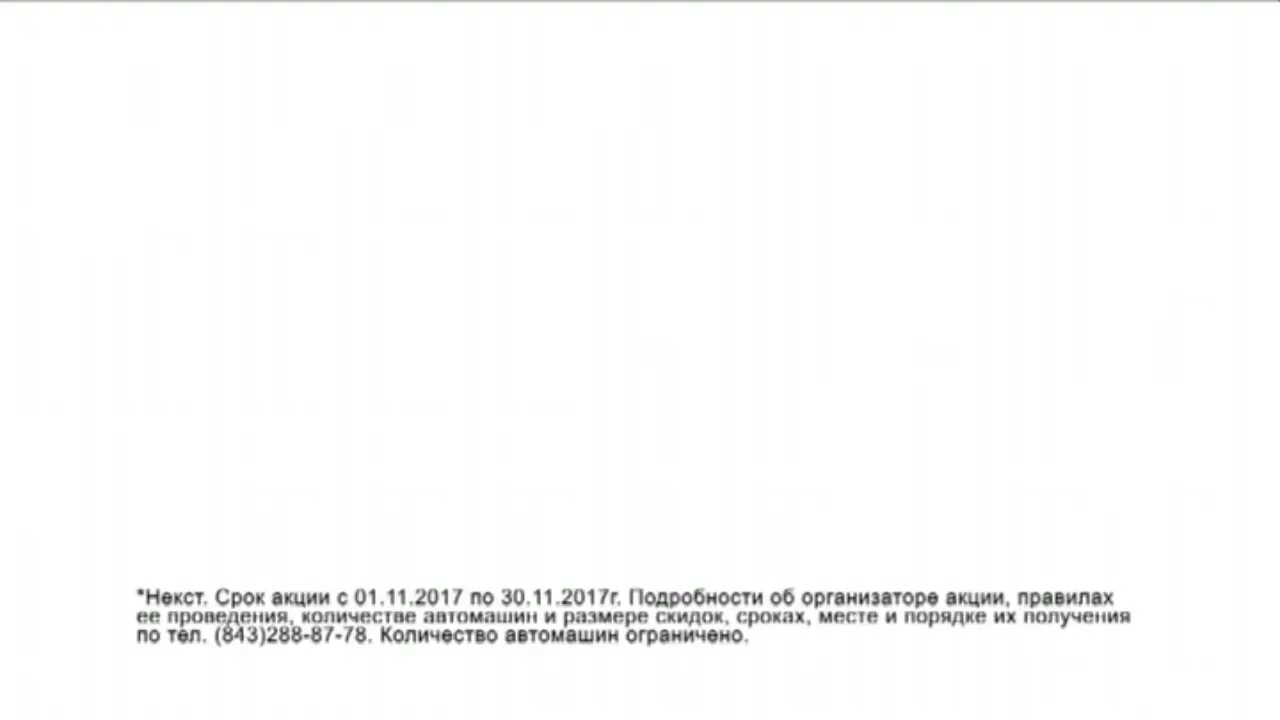 *Некст. Срок акции с 01.11.2017 по 30.11.2017г. Подробности об организаторе акции, правилах
ее проведения, количестве автомашин и размере скидок, сроках, месте и порядке их получения
по тел. (843)288-87-78. Количество автомашин ограничено.